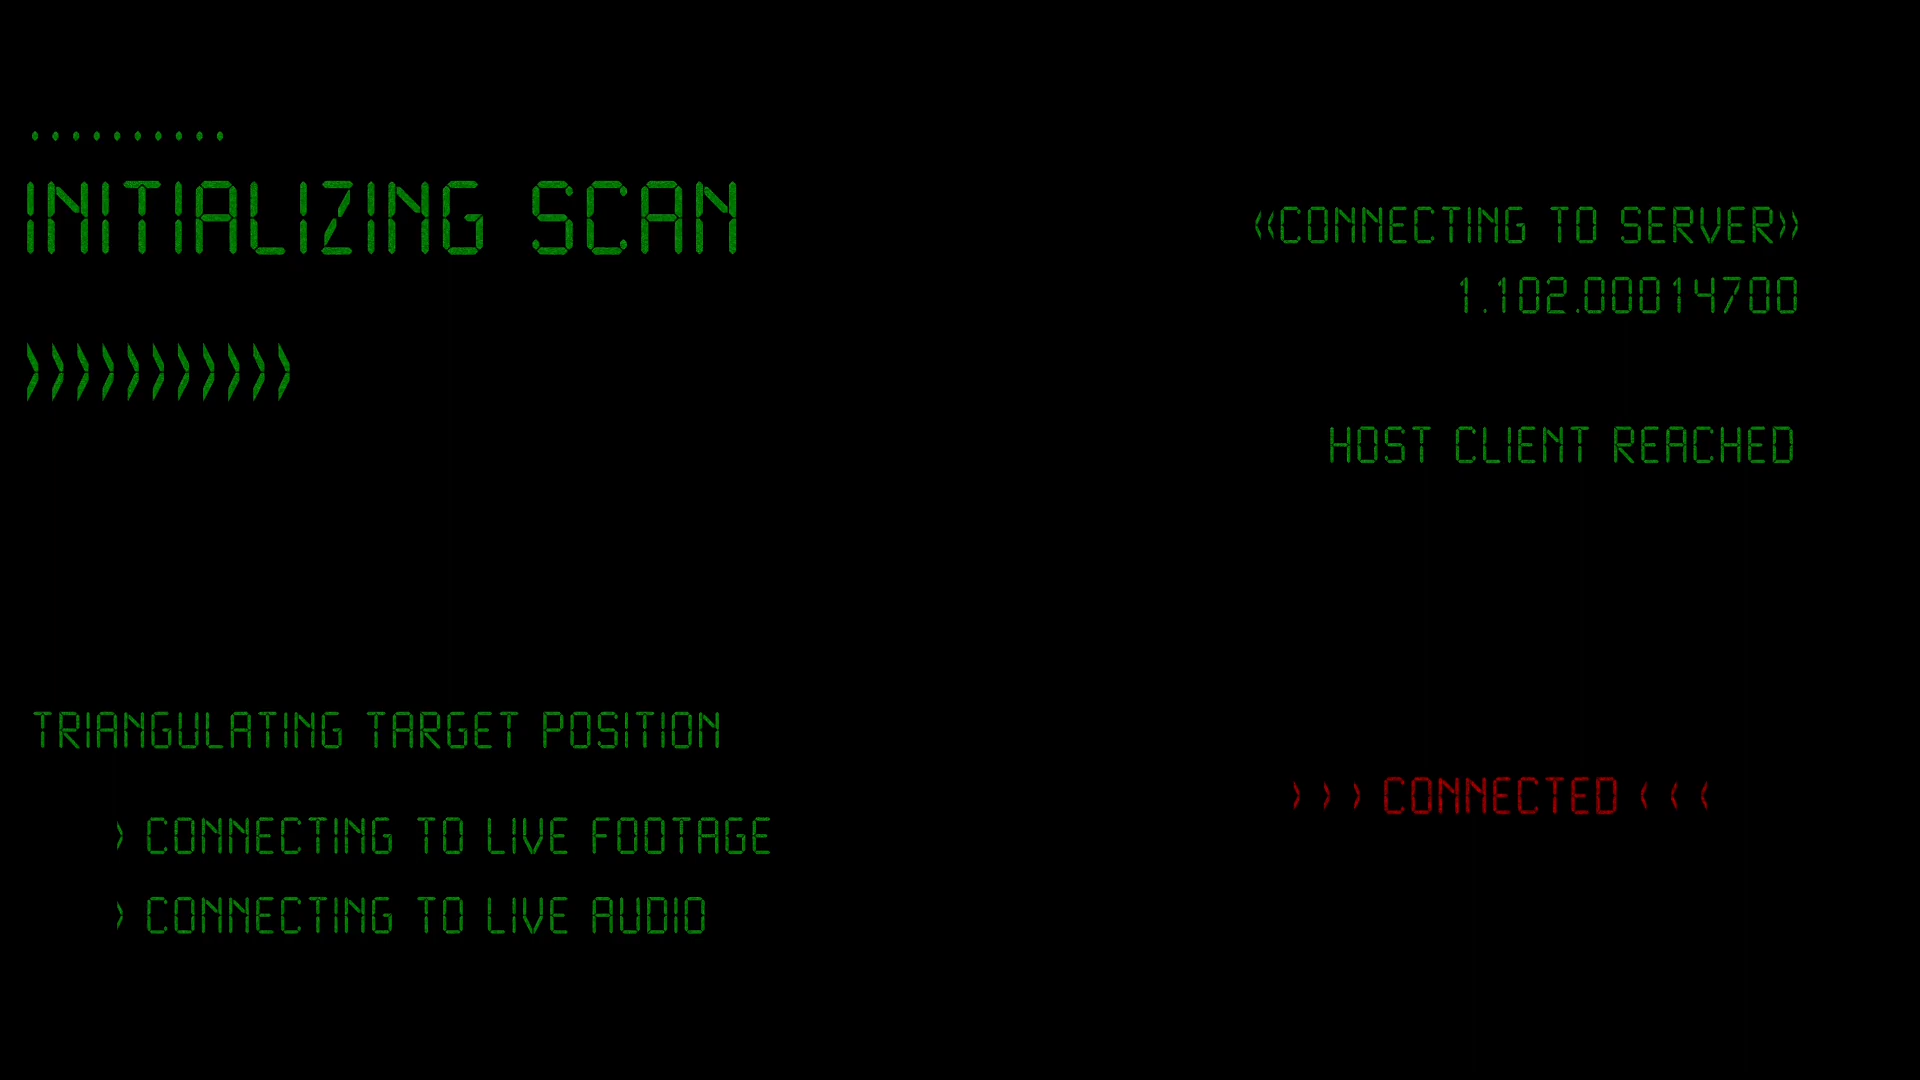 ..........
INITIALIZING SCAN
>>>>>>>>>>>
TRIANGULATING TARGET POSITION
> CONNECTING TO LIVE FOOTAGE
> CONNECTING TO LIVE AUDIO
<<CONNECTING TO SERVER>>
1.102.00014700
HOST CLIENT REACHED
> > > CONNECTED < < <